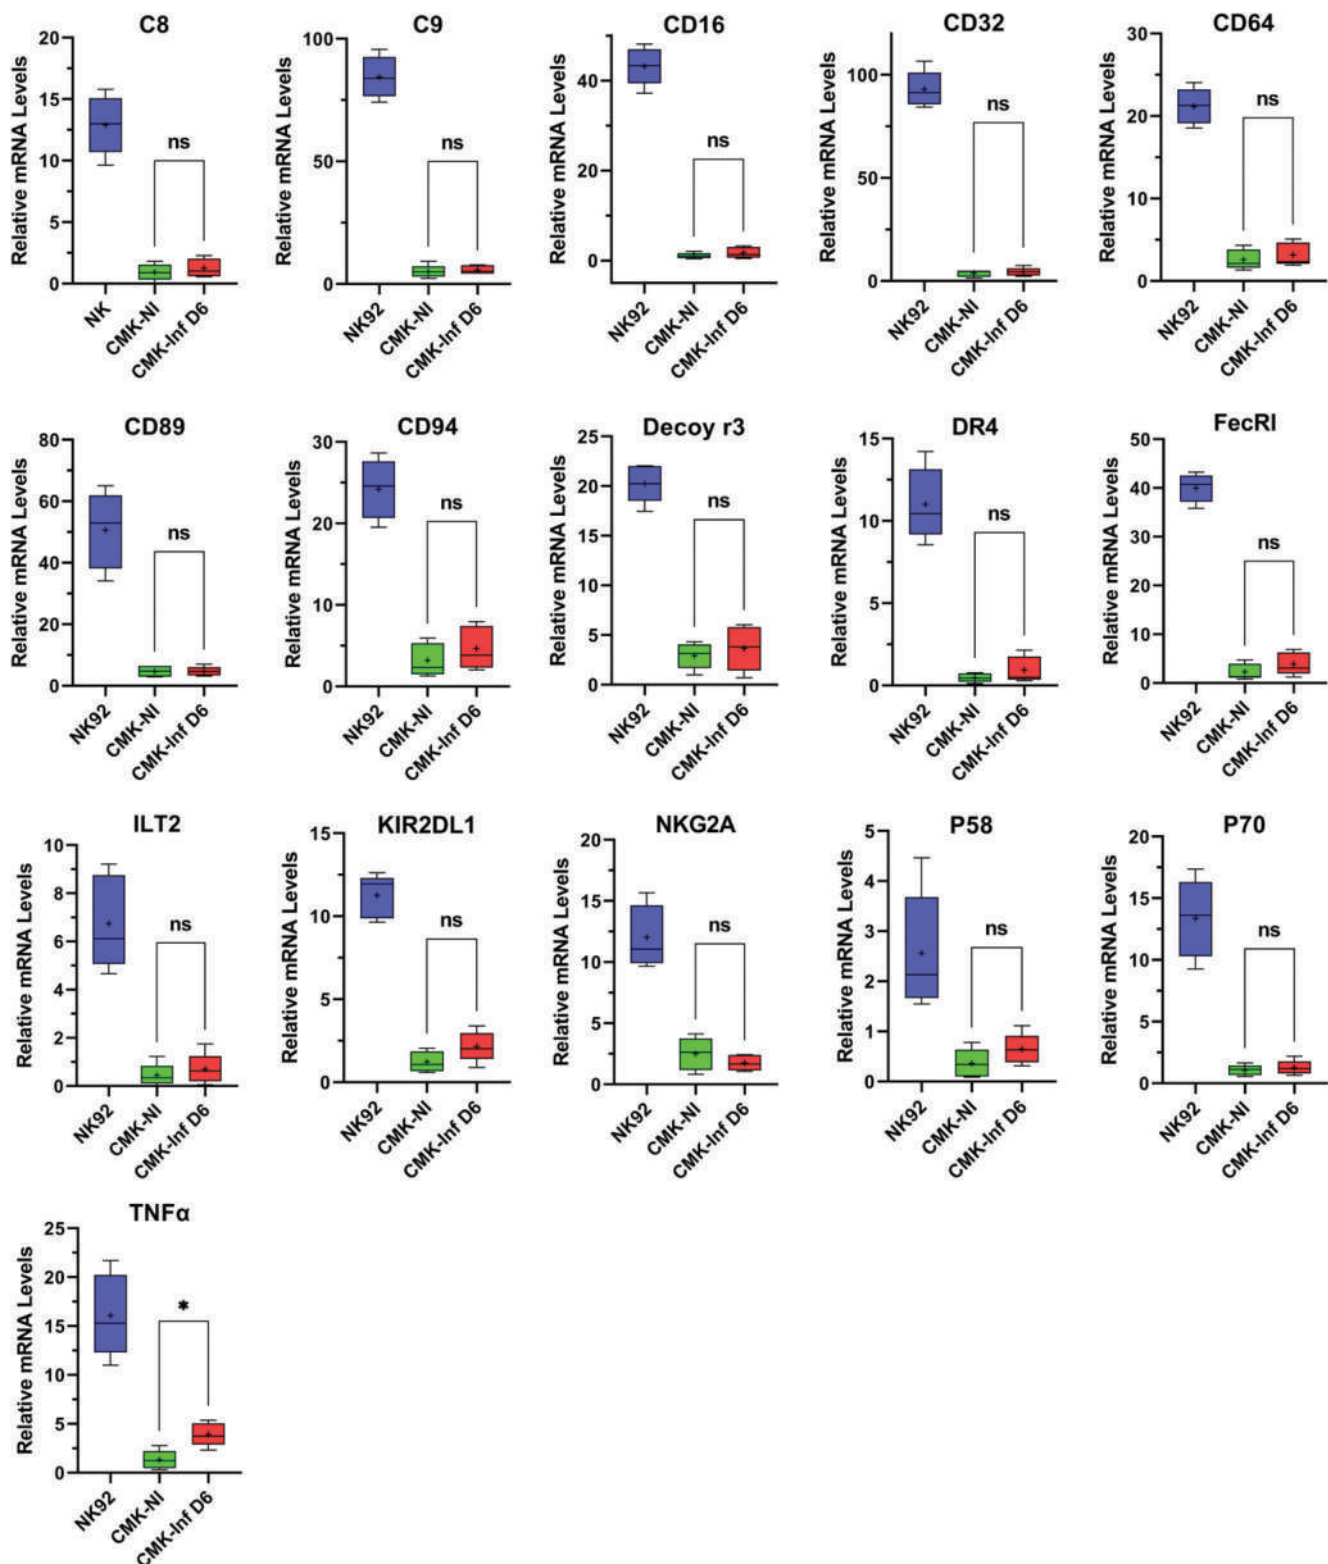 C8
Relative mRNA Levels
20
15
10
5
0
ns
NK
CMK-NI
CMK-Inf D6
C9
Relative mRNA Levels
100
50
0
ns
NK92
CMK-NI
CMK-Inf D6
CD16
Relative mRNA Levels
40
20
0
ns
NK92
CMK-NI
CMK-Inf D6
CD32
Relative mRNA Levels
100
50
0
ns
NK92
CMK-NI
CMK-Inf D6
CD64
Relative mRNA Levels
30
20
10
0
ns
NK92
CMK-NI
CMK-Inf D6
CD89
Relative mRNA Levels
80
60
40
20
0
ns
NK92
CMK-NI
CMK-Inf D6
CD94
Relative mRNA Levels
30
20
10
0
ns
NK92
CMK-NI
CMK-Inf D6
Decoy r3
Relative mRNA Levels
25
20
15
10
5
0
ns
NK92
CMK-NI
CMK-Inf D6
DR4
Relative mRNA Levels
15
10
5
0
ns
NK92
CMK-NI
CMK-Inf D6
FecRI
Relative mRNA Levels
50
40
30
20
10
0
ns
NK92
CMK-NI
CMK-Inf D6
ILT2
Relative mRNA Levels
10
8
6
4
2
0
ns
NK92
CMK-NI
CMK-Inf D6
KIR2DL1
Relative mRNA Levels
15
10
5
0
ns
NK92
CMK-NI
CMK-Inf D6
NKG2A
Relative mRNA Levels
20
15
10
5
0
ns
NK92
CMK-NI
CMK-Inf D6
P58
Relative mRNA Levels
5
4
3
2
1
0
ns
NK92
CMK-NI
CMK-Inf D6
P70
Relative mRNA Levels
20
15
10
5
0
ns
NK92
CMK-NI
CMK-Inf D6
TNFα
Relative mRNA Levels
25
20
15
10
5
0
*
NK92
CMK-NI
CMK-Inf D6